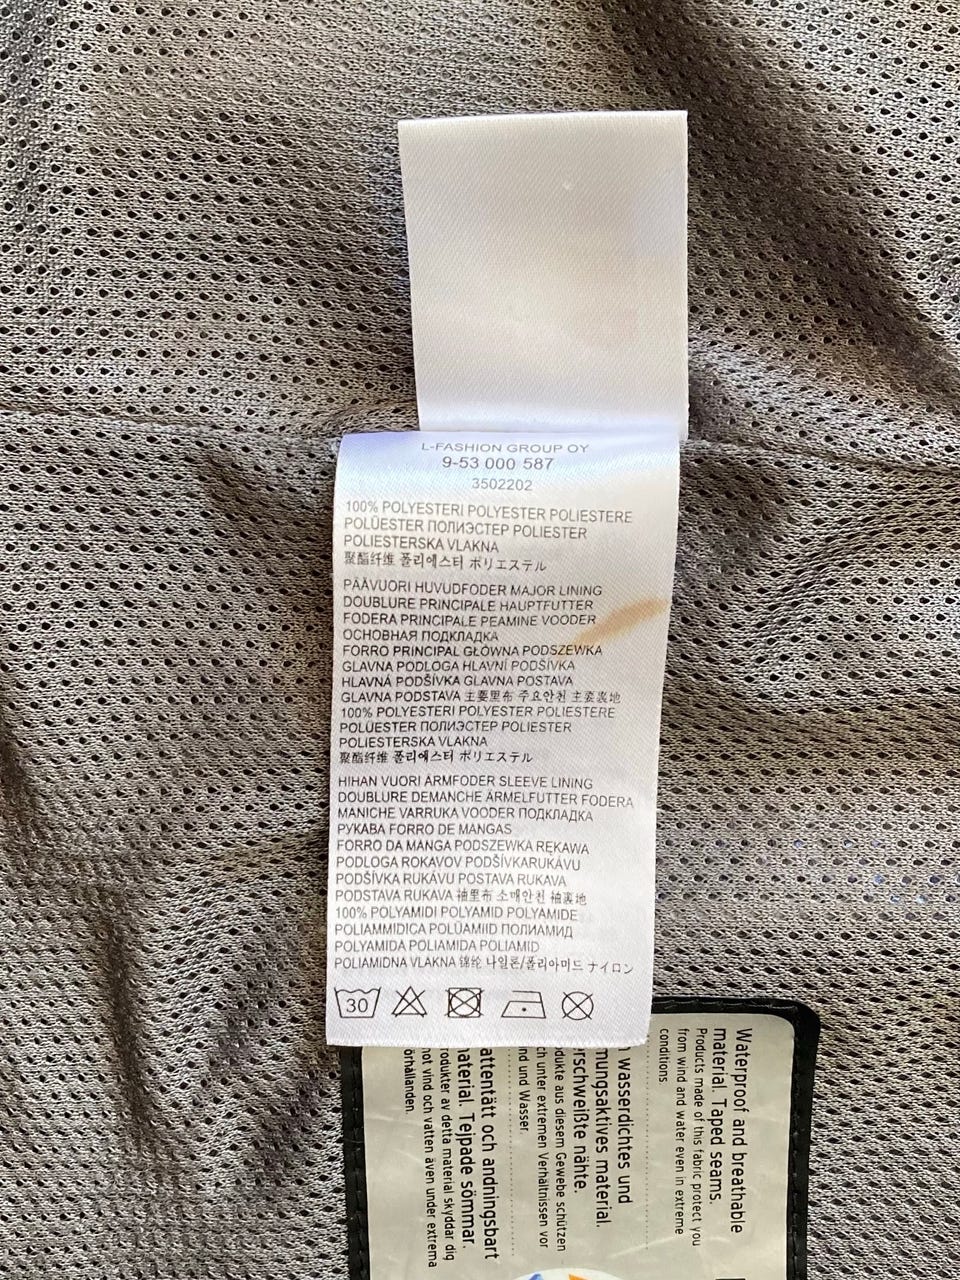 L-FASHION GROUP OY
9-53 000 587
3502202
100% POLYESTERI POLYESTER POLIESTERE
POLÜESTER ПОЛИЭСТЕР POLIESTER
POLIESTERSKA VLAKNA
聚酯纤维 폴리에스터 ポリエステル
PÄÄVUORI HUVUDFODER MAJOR LINING
DOUBLURE PRINCIPALE HAUPTFUTTER
FODERA PRINCIPALE PEAMINE VOODER
ОСНОВНАЯ ПОДКЛАДКА
FORRO PRINCIPAL GŁÓWNA PODSZEWKA
GLAVNA PODLOGA HLAVNÍ PODŠÍVKA
HLAVNÁ PODŠÍVKA GLAVNA POSTAVA
GLAVNA PODSTAVA 主要里布 주요안천 主要裏地
100% POLYESTERI POLYESTER POLIESTERE
POLÜESTER ПОЛИЭСТЕР POLIESTER
POLIESTERSKA VLAKNA
聚酯纤维 폴리에스터 ポリエステル
HIHAN VUORI ÄRMFODER SLEEVE LINING
DOUBLURE DEMANCHE ÄRMELFUTTER FODERA
MANICHE VARRUKA VOODER ПОДКЛАДКА
РУКАВА FORRO DE MANGAS
FORRO DA MANGA PODSZEWKA RĘKAWA
PODLOGA ROKAVOV PODŠÍVKARUKÁVU
PODŠÍVKA RUKÁVU POSTAVA RUKAVA
PODSTAVA RUKAVA 袖里布 소매안천 袖裏地
100% POLYAMIDI POLYAMID POLYAMIDE
POLIAMMIDICA POLÜAMIID ПОЛИАМИД
POLYAMIDA POLIAMIDA POLIAMID
POLIAMIDNA VLAKNA 锦纶 나일론/폴리아미드 ナイロン
30
Waterproof and breathable
material. Taped seams.
Products made of this fabric protect you
from wind and water even in extreme
conditions.
wasserdichtes und
mungsaktives material.
rschweißte nähte.
dukte aus diesem Gewebe schützen
ch unter extremen Verhältnissen vor
nd und Wasser.
attentätt och andningsbart
aterial. Tejpade sömmar.
rodukter av detta material skyddar dig
not vind och vatten även under extrema
örhållanden.